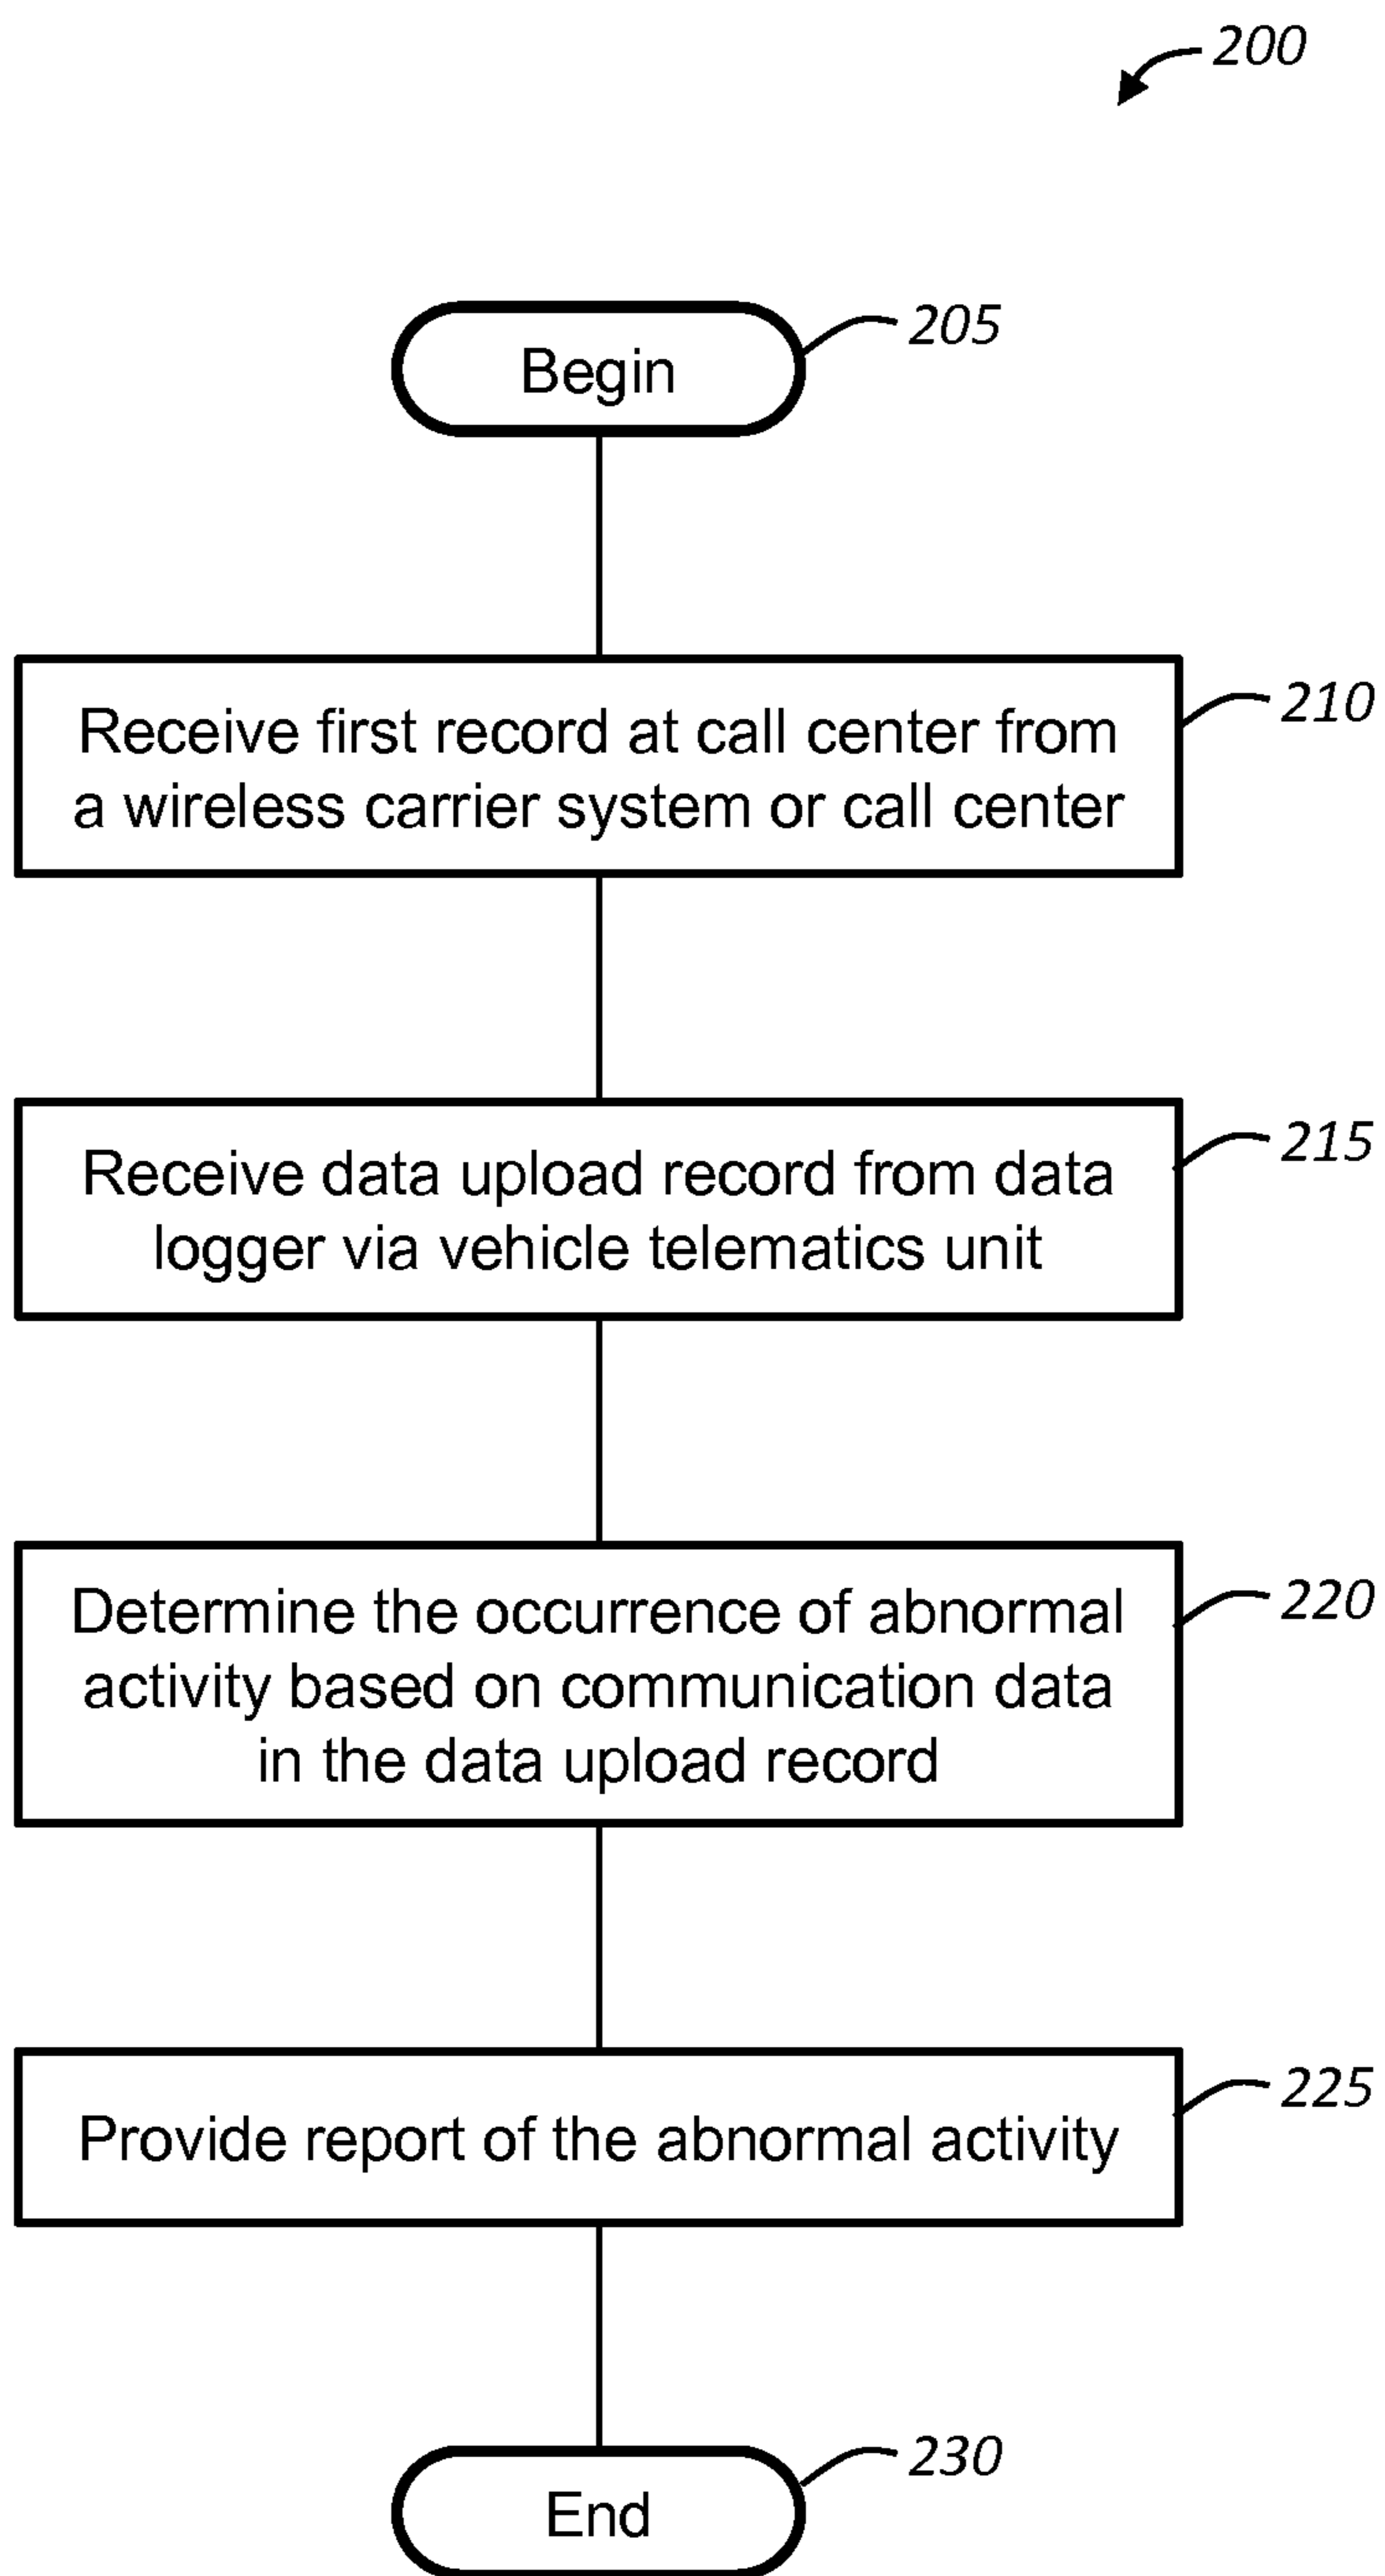 200
Begin
205
Receive first record at call center from
a wireless carrier system or call center
210
Receive data upload record from data
logger via vehicle telematics unit
215
Determine the occurrence of abnormal
activity based on communication data
in the data upload record
220
Provide report of the abnormal activity
225
End
230